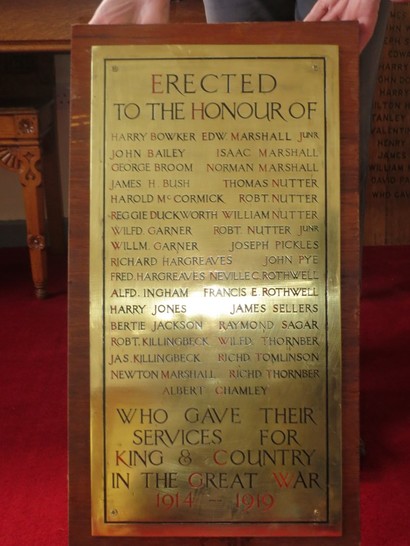 ERECTED
TO THE HONOUR OF
HARRY BOWKER EDWD. MARSHALL JUNR
JOHN BAILEY ISAAC MARSHALL
GEORGE BROOM NORMAN MARSHALL
JAMES H BUSH THOMAS NUTTER
HAROLD McCORMICK ROBT. NUTTER
REGGIE DUCKWORTH WILLIAM NUTTER
WILFD. GARNER ROBT. NUTTER JUNR
WILLM. GARNER JOSEPH PICKLES
RICHARD HARGREAVES JOHN PYE
FRED. HARGREAVES NEVILLE C. ROTHWELL
ALFD. INGHAM FRANCIS E. ROTHWELL
HARRY JONES JAMES SELLERS
BERTIE JACKSON RAYMOND SAGAR
ROBT. KILLINGBECK WILFD. THORNBER
JAS. KILLINGBECK RICHD TOMLINSON
NEWTON MARSHALL RICHD THORNBER
ALBERT CHAMLEY
WHO GAVE THEIR
SERVICES FOR
KING & COUNTRY
IN THE GREAT WAR
1914 ~ 1919